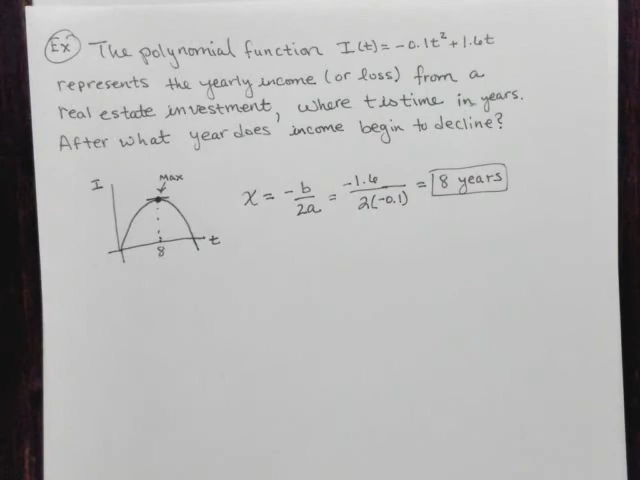 Ex The polynomial function I(t) = -0.1t² + 1.6t
represents the yearly income (or loss) from a
real estate investment, where t is time in years.
After what year does income begin to decline?
I
MAX
t
8
x = -b/2a = -1.6/2(-0.1) = 8 years